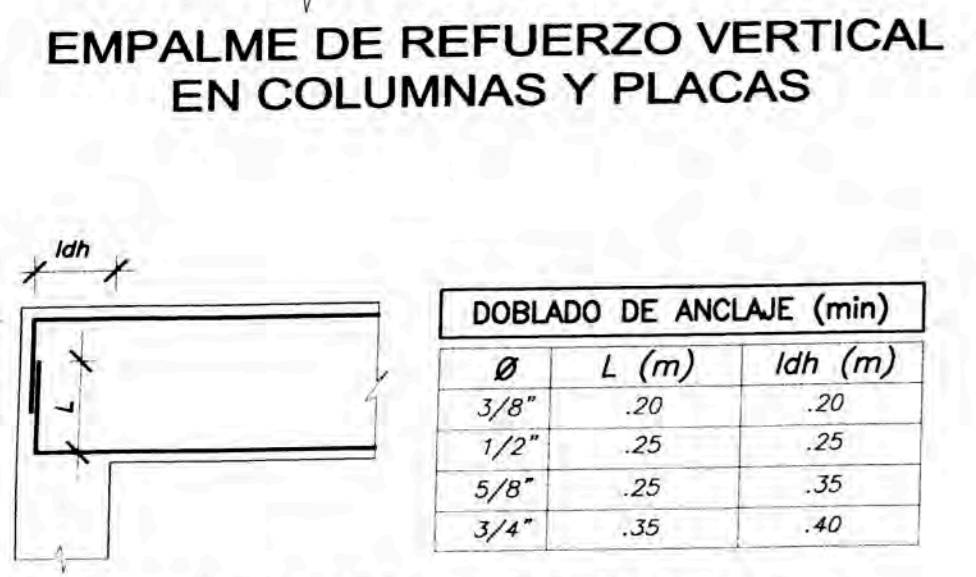 EMPALME DE REFUERZO VERTICAL
EN COLUMNAS Y PLACAS
ldh
L
DOBLADO DE ANCLAJE (min)
Ø L (m) ldh (m)
3/8" .20 .20
1/2" .25 .25
5/8" .25 .35
3/4" .35 .40